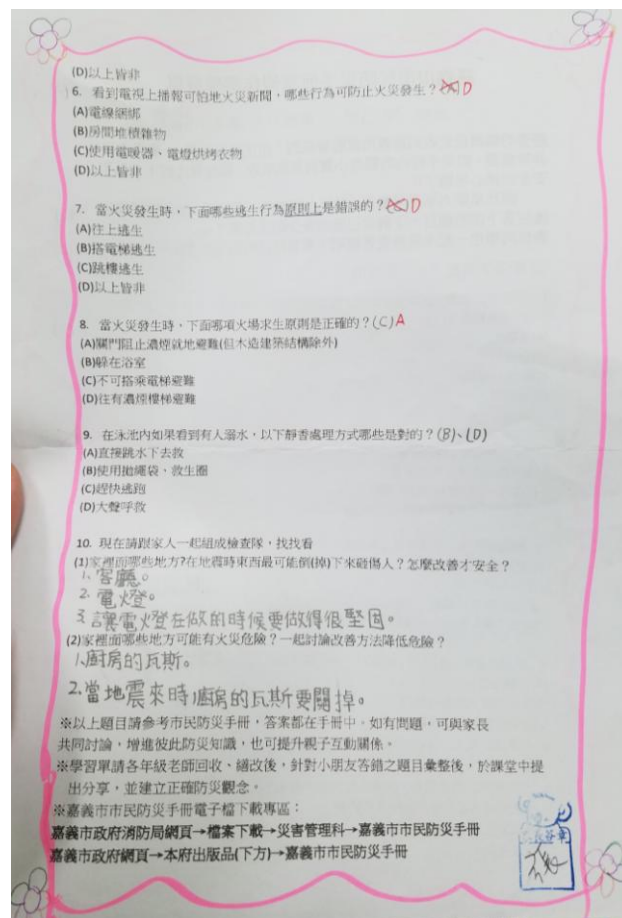 (D)以上皆非
6. 看到電視上播報可怕地火災新聞，哪些行為可防止火災發生？D
(A)電線綑綁
(B)房間堆積雜物
(C)使用電暖器、電燈烘烤衣物
(D)以上皆非
7. 當火災發生時，下面哪些逃生行為原則上是錯誤的？D
(A)往上逃生
(B)搭電梯逃生
(C)跳樓逃生
(D)以上皆非
8. 當火災發生時，下面哪項火場求生原則是正確的？(C)A
(A)關門阻止濃煙就地避難(但木造建築結構除外)
(B)躲在浴室
(C)不可搭乘電梯避難
(D)往有濃煙樓梯避難
9. 在泳池內如果看到有人溺水，以下靜香處理方式哪些是對的？(B)、(D)
(A)直接跳水下去救
(B)使用拋繩袋、救生圈
(C)趕快逃跑
(D)大聲呼救
10. 現在請跟家人一起組成檢查隊，找找看
(1)家裡面哪些地方?在地震時東西最可能倒(掉)下來砸傷人？怎麼改善才安全？
1、客廳。
2. 電燈。
3. 讓電燈在做的時候要做得很堅固。
(2)家裡面哪些地方可能有火災危險？一起討論改善方法降低危險？
1、廚房的瓦斯。
2.當地震來時廚房的瓦斯要關掉。
※以上題目請參考市民防災手冊，答案都在手冊中，如有問題，可與家長
共同討論，增進彼此防災知識，也可提升親子互動關係。
※學習單請各年級老師回收、繕改後，針對小朋友答錯之題目彙整後，於課堂中提
出分享，並建立正確防災觀念。
※嘉義市市民防災手冊電子檔下載專區：
嘉義市政府消防局網頁→檔案下載→災害管理科→嘉義市市民防災手冊
嘉義市政府網頁→本府出版品(下方)→嘉義市市民防災手冊